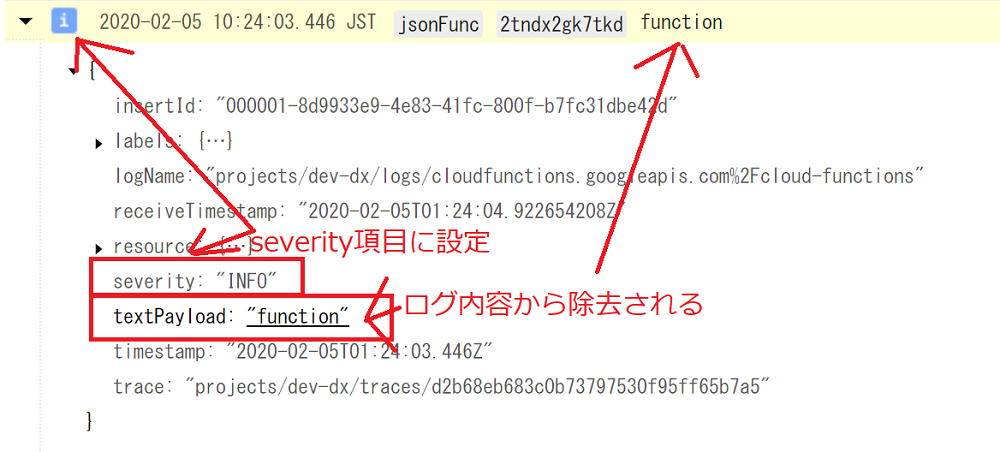 i 2020-02-05 10:24:03.446 JST jsonFunc 2tndx2gk7tkd function
{
insertId: "000001-8d9933e9-4e83-41fc-800f-b7fc31dbe42d"
labels: {…}
logName: "projects/dev-dx/logs/cloudfunctions.googleapis.com%2Fcloud-functions"
receiveTimestamp: "2020-02-05T01:24:04.922654208Z"
resource: {…}
severity項目に設定
severity: "INFO"
ログ内容から除去される
textPayload: "function"
timestamp: "2020-02-05T01:24:03.446Z"
trace: "projects/dev-dx/traces/d2b68eb683c0b73797530f95ff65b7a5"
}